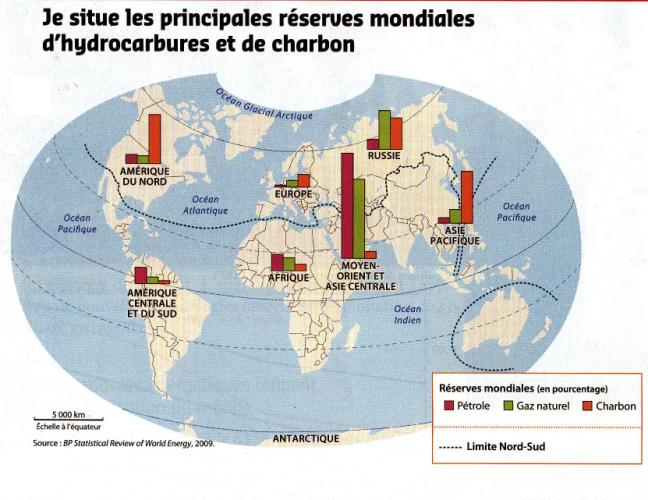 Je situe les principales réserves mondiales
d'hydrocarbures et de charbon
Océan Glacial Arctique
RUSSIE
AMÉRIQUE
DU NORD
EUROPE
Océan
Atlantique
Océan
Pacifique
Océan
Pacifique
ASIE
PACIFIQUE
AFRIQUE
MOYEN-
ORIENT ET
ASIE CENTRALE
AMÉRIQUE
CENTRALE
ET DU SUD
Océan
Indien
Réserves mondiales (en pourcentage)
Pétrole Gaz naturel Charbon
Limite Nord-Sud
5 000 km
Échelle à l'équateur
ANTARCTIQUE
Source : BP Statistical Review of World Energy, 2009.